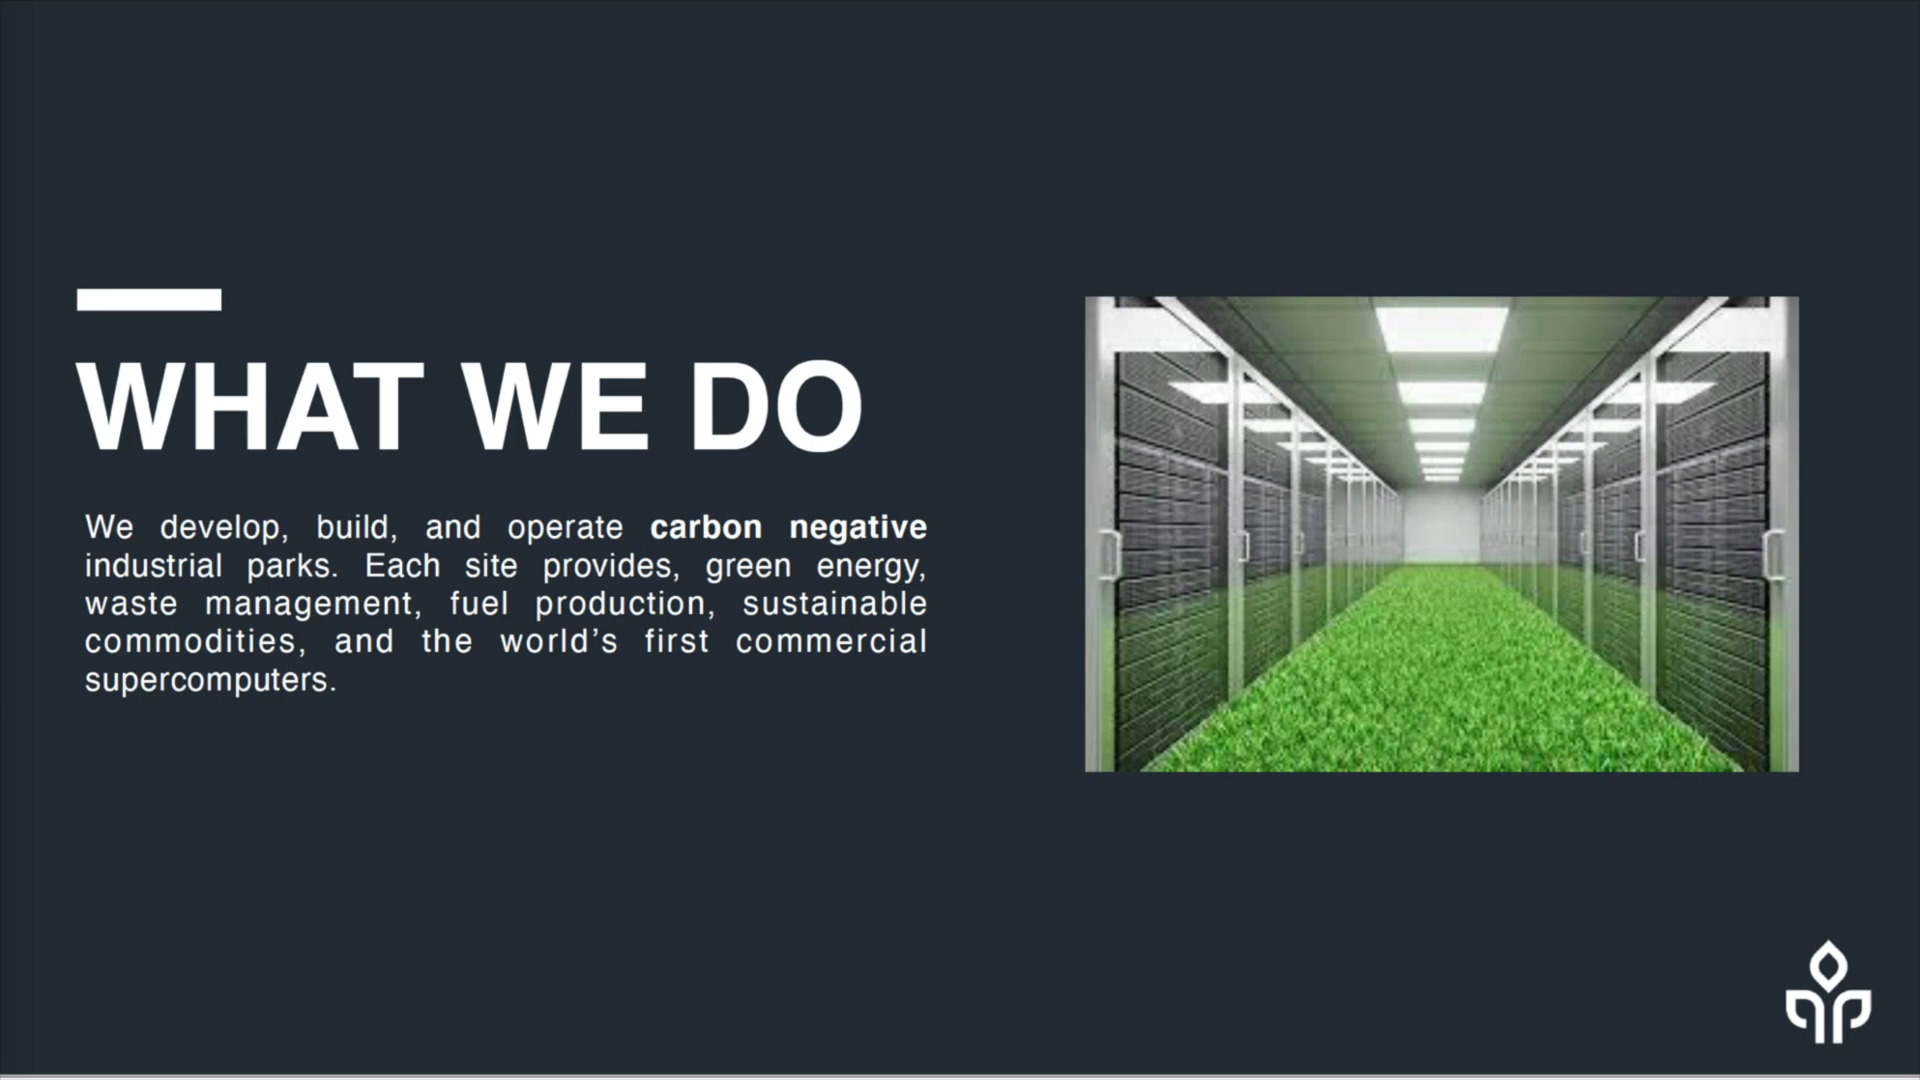 WHAT WE DO
We develop, build, and operate carbon negative
industrial parks. Each site provides, green energy,
waste management, fuel production, sustainable
commodities, and the world’s first commercial
supercomputers.